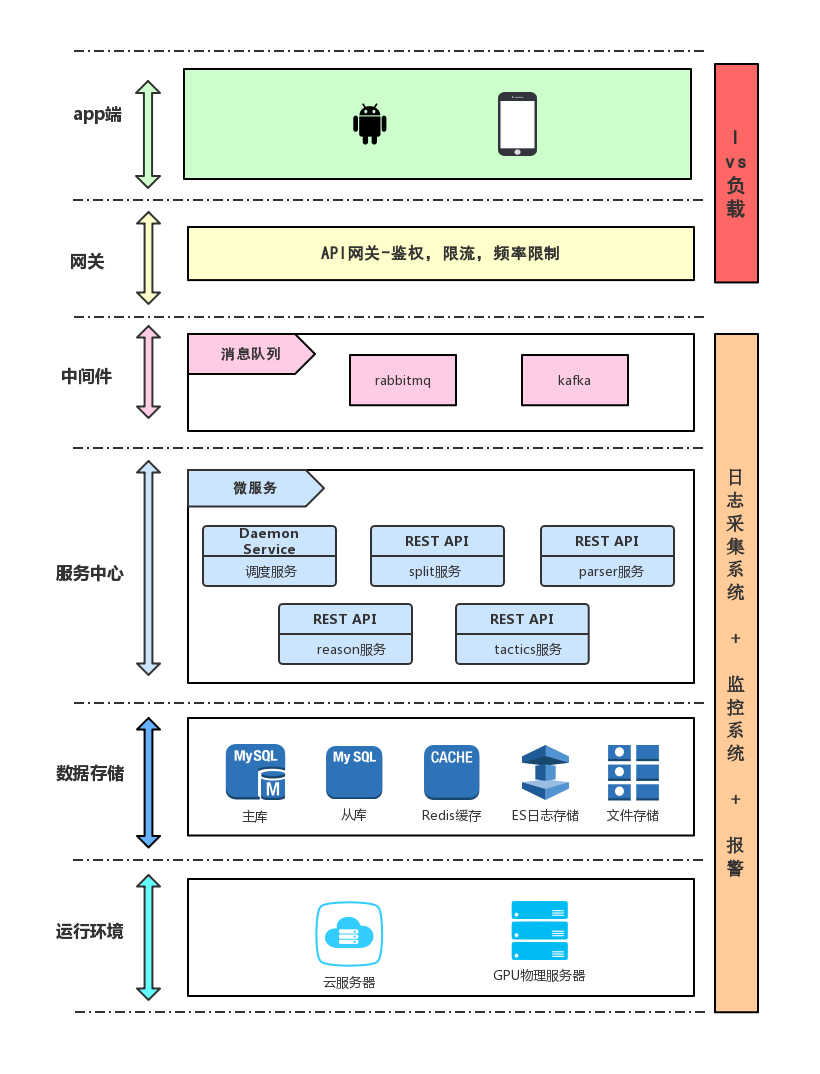 app端
l
vs
负
载
网关
API网关-鉴权，限流，频率限制
中间件
消息队列
rabbitmq
kafka
服务中心
微服务
Daemon
Service
调度服务
REST API
split服务
REST API
parser服务
REST API
reason服务
REST API
tactics服务
日
志
采
集
系
统
+
监
控
系
统
+
报
警
数据存储
MySQL
M
主库
My SQL
从库
CACHE
Redis缓存
ES日志存储
文件存储
运行环境
云服务器
GPU物理服务器